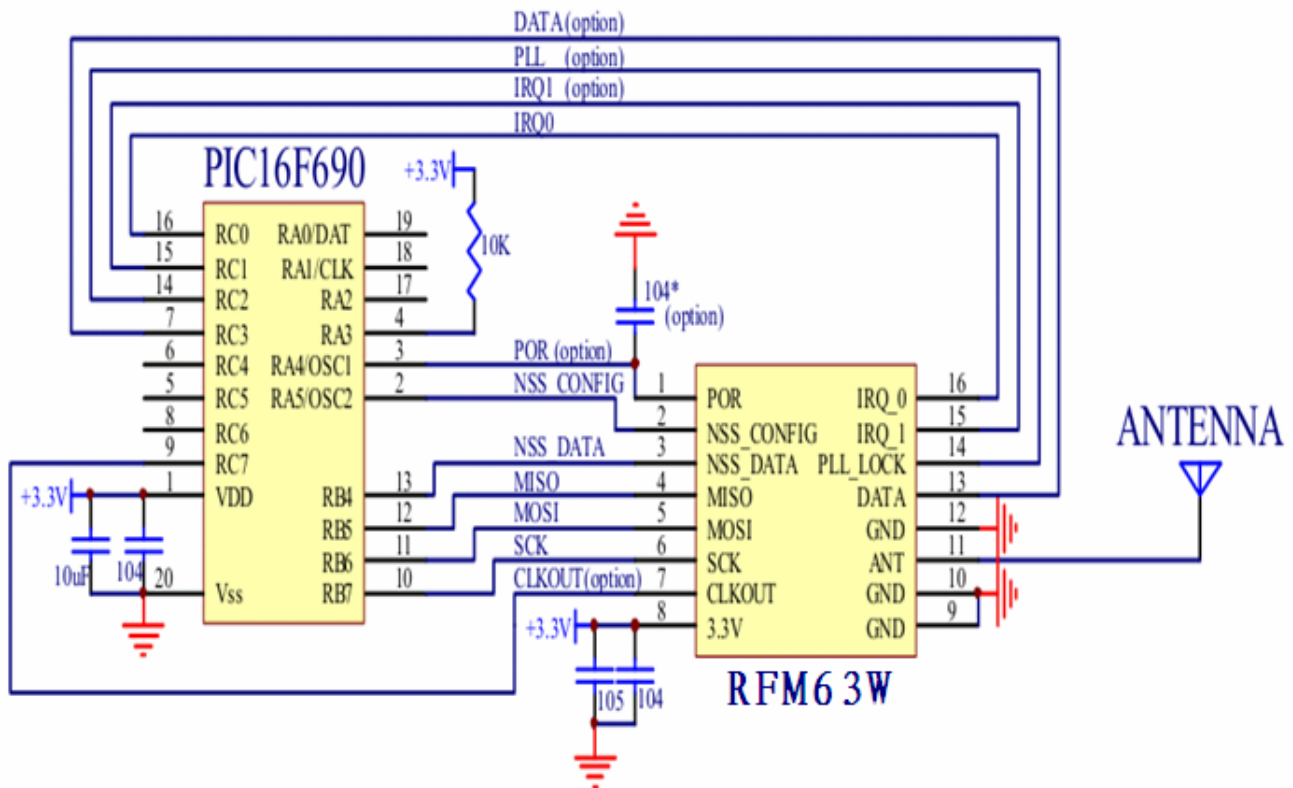 DATA(option)
PLL (option)
IRQ1 (option)
IRQ0
PIC16F690
+3.3V
10K
16 RC0 RA0/DAT 19
15 RC1 RA1/CLK 18
14 RC2 RA2 17
7 RC3 RA3 4
6 RC4 RA4/OSC1 3
5 RC5 RA5/OSC2 2
8 RC6
9 RC7
+3.3V
1 VDD RB4 13
RB5 12
RB6 11
20 Vss RB7 10
10uF
104
104*
(option)
POR (option)
NSS_CONFIG
NSS_DATA
MISO
MOSI
SCK
CLKOUT(option)
1 POR IRQ_0 16
2 NSS_CONFIG IRQ_1 15
3 NSS_DATA PLL_LOCK 14
4 MISO DATA 13
5 MOSI GND 12
6 SCK ANT 11
7 CLKOUT GND 10
8 3.3V GND 9
+3.3V
105
104
RFM63W
ANTENNA